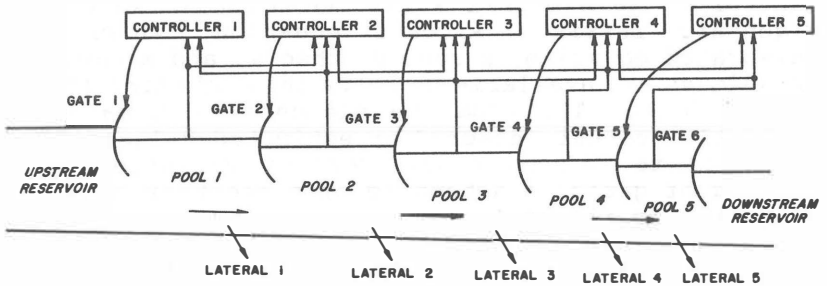 CONTROLLER 1
CONTROLLER 2
CONTROLLER 3
CONTROLLER 4
CONTROLLER 5
GATE 1
GATE 2
GATE 3
GATE 4
GATE 5
GATE 6
UPSTREAM
RESERVOIR
POOL 1
POOL 2
POOL 3
POOL 4
POOL 5
DOWNSTREAM
RESERVOIR
LATERAL 1
LATERAL 2
LATERAL 3
LATERAL 4
LATERAL 5